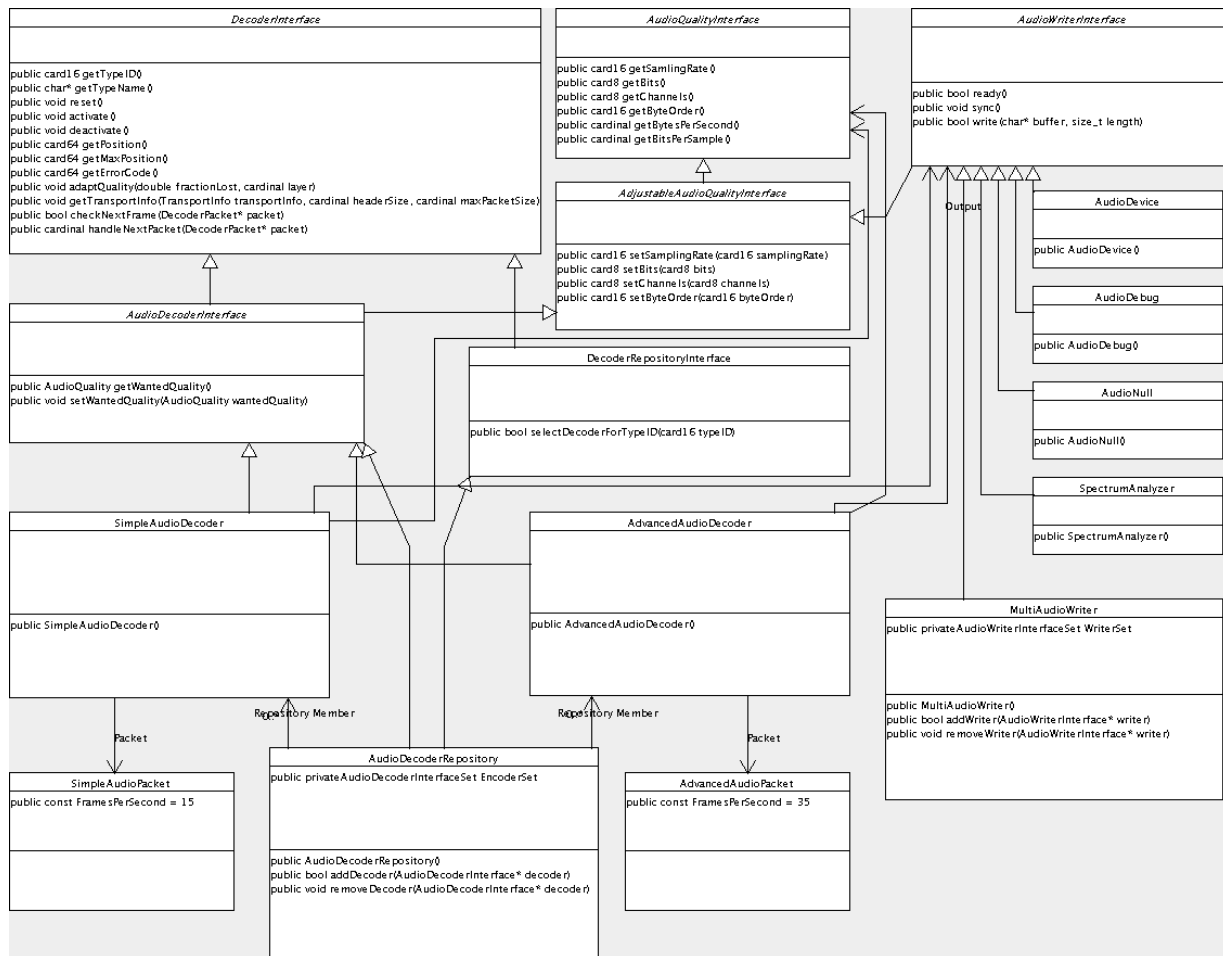 DecoderInterface
public card16 getTypeID()
public char* getTypeName()
public void reset()
public void activate()
public void deactivate()
public card64 getPosition()
public card64 getMaxPosition()
public card64 getErrorCode()
public void adaptQuality(double fractionLost, cardinal layer)
public void getTransportInfo(TransportInfo transportInfo, cardinal headerSize, cardinal maxPacketSize)
public bool checkNextFrame(DecoderPacket* packet)
public cardinal handleNextPacket(DecoderPacket* packet)
AudioQualityInterface
public card16 getSamlingRate()
public card8 getBits()
public card8 getChannels()
public card16 getByteOrder()
public cardinal getBytesPerSecond()
public cardinal getBitsPerSample()
AudioWriterInterface
public bool ready()
public void sync()
public bool write(char* buffer, size_t length)
AdjustableAudioQualityInterface
public card16 setSamplingRate(card16 samplingRate)
public card8 setBits(card8 bits)
public card8 setChannels(card8 channels)
public card16 setByteOrder(card16 byteOrder)
Output
AudioDevice
public AudioDevice()
AudioDecoderInterface
public AudioQuality getWantedQuality()
public void setWantedQuality(AudioQuality wantedQuality)
DecoderRepositoryInterface
public bool selectDecoderForTypeID(card16 typeID)
AudioDebug
public AudioDebug()
AudioNull
public AudioNull()
SpectrumAnalyzer
public SpectrumAnalyzer()
SimpleAudioDecoder
public SimpleAudioDecoder()
AdvancedAudioDecoder
public AdvancedAudioDecoder()
MultiAudioWriter
public privateAudioWriterInterfaceSet WriterSet
public MultiAudioWriter()
public bool addWriter(AudioWriterInterface* writer)
public void removeWriter(AudioWriterInterface* writer)
Repository Member
0..*
Repository Member
0..*
Packet
Packet
SimpleAudioPacket
public const FramesPerSecond = 15
AudioDecoderRepository
public privateAudioDecoderInterfaceSet EncoderSet
public AudioDecoderRepository()
public bool addDecoder(AudioDecoderInterface* decoder)
public void removeDecoder(AudioDecoderInterface* decoder)
AdvancedAudioPacket
public const FramesPerSecond = 35